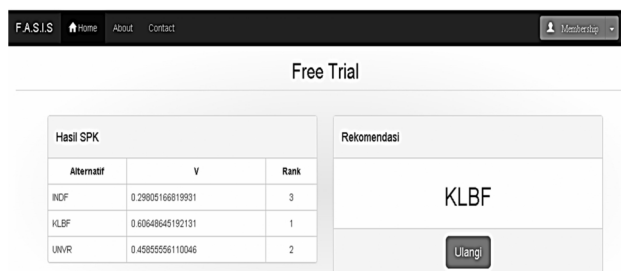 F.A.S.I.S Home About Contact Membership
Free Trial
Hasil SPK
Alternatif V Rank
INDF 0.29805166819931 3
KLBF 0.60648645192131 1
UNVR 0.45855556110046 2
Rekomendasi
KLBF
Ulangi